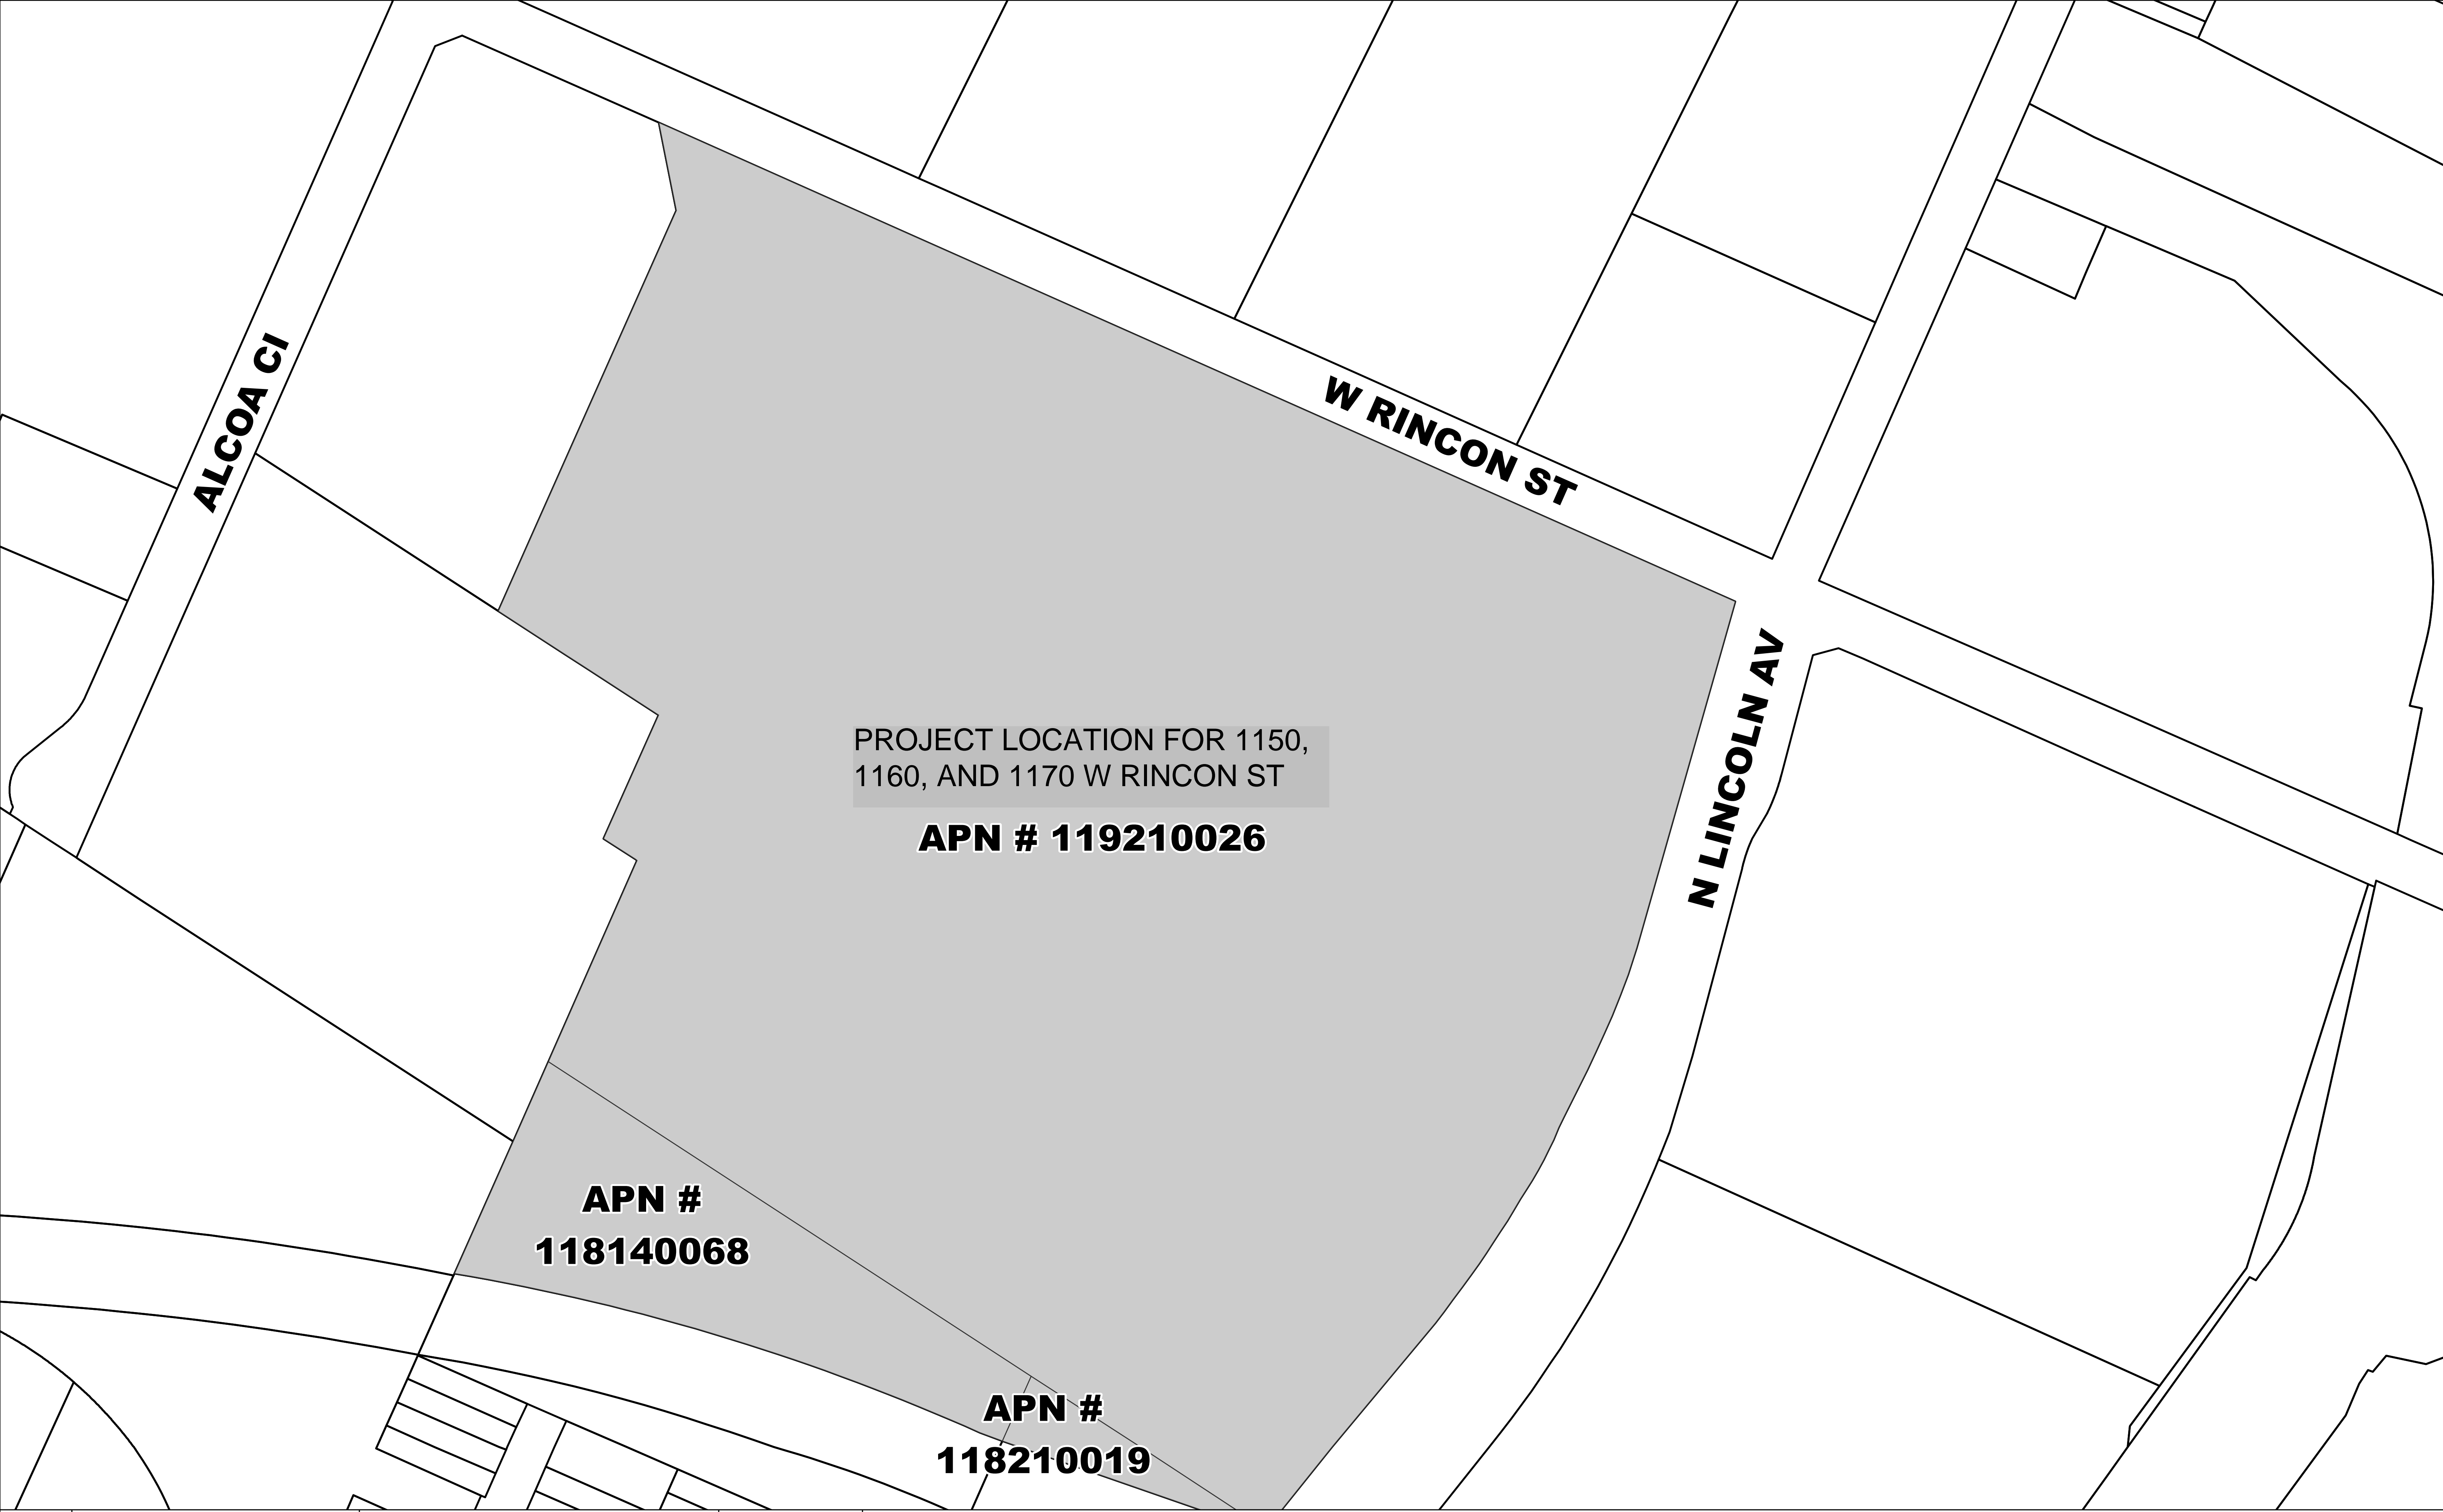 ALCOA CI
W RINCON ST
N LINCOLN AV
PROJECT LOCATION FOR 1150,
1160, AND 1170 W RINCON ST
APN # 119210026
APN #
118140068
APN #
118210019